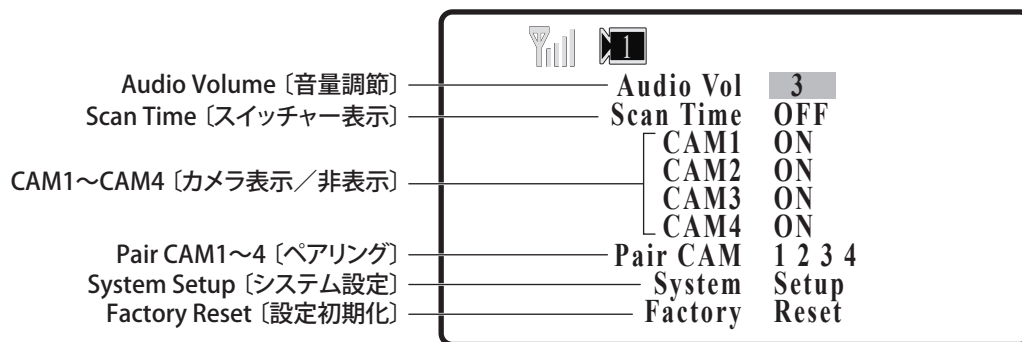 1
Audio Volume〔音量調節〕 Audio Vol 3
Scan Time〔スイッチャー表示〕 Scan Time OFF
CAM1 ON
CAM2 ON
CAM1～CAM4〔カメラ表示／非表示〕
CAM3 ON
CAM4 ON
Pair CAM1～4〔ペアリング〕 Pair CAM 1 2 3 4
System Setup〔システム設定〕 System Setup
Factory Reset〔設定初期化〕 Factory Reset